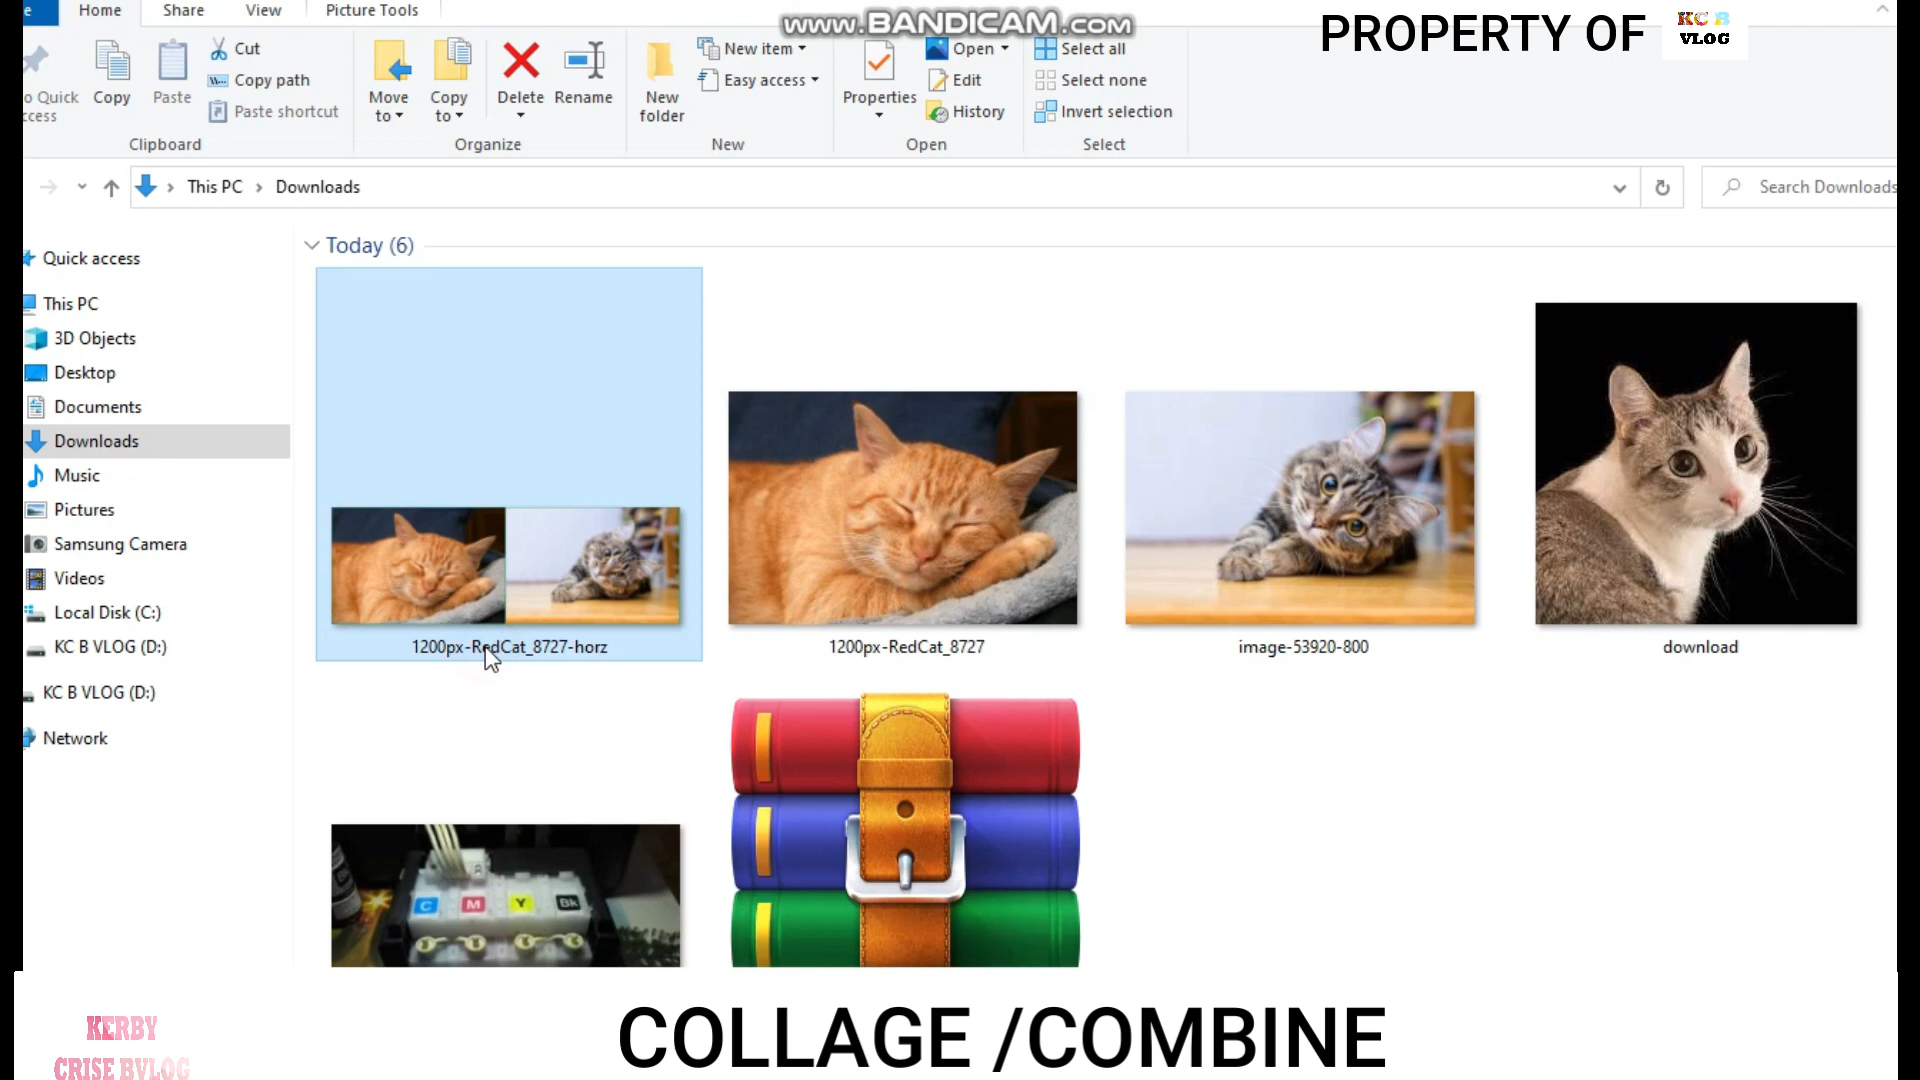 Home Share View Picture Tools
www.BANDICAM.com
PROPERTY OF KC B
VLOG
Cut
Copy path
Paste shortcut
o Quick
ccess
Copy
Paste
Clipboard
Move
to
Copy
to
Delete
Rename
Organize
New
folder
New item
Easy access
New
Properties
Open
Edit
History
Open
Select all
Select none
Invert selection
Select
This PC Downloads
Search Downloads
Quick access
This PC
3D Objects
Desktop
Documents
Downloads
Music
Pictures
Samsung Camera
Videos
Local Disk (C:)
KC B VLOG (D:)
KC B VLOG (D:)
Network
Today (6)
1200px-RedCat_8727-horz
1200px-RedCat_8727
image-53920-800
download
C M Y Bk
KERBY
CRISE BVLOG
COLLAGE /COMBINE